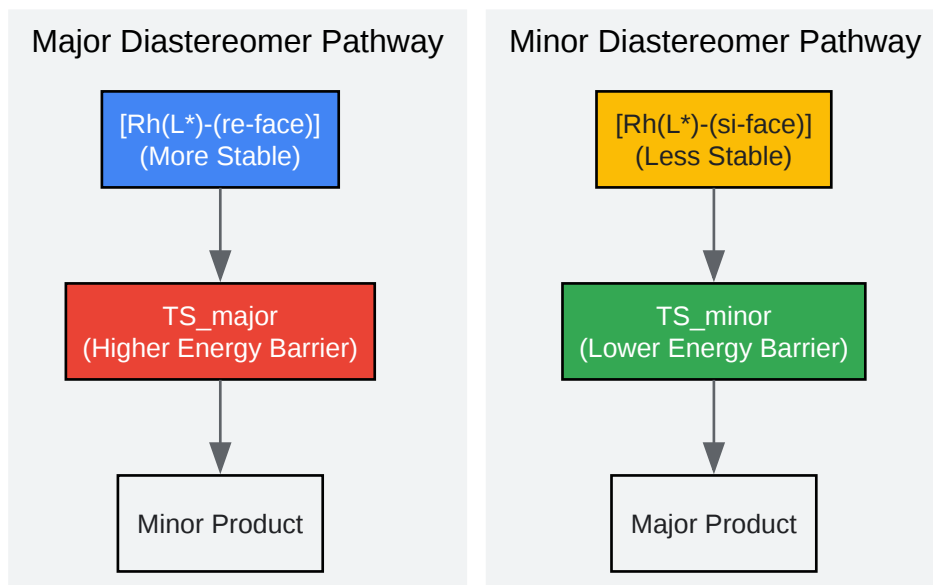 Major Diastereomer Pathway
[Rh(L*)-(re-face)]
(More Stable)
TS_major
(Higher Energy Barrier)
Minor Product
Minor Diastereomer Pathway
[Rh(L*)-(si-face)]
(Less Stable)
TS_minor
(Lower Energy Barrier)
Major Product